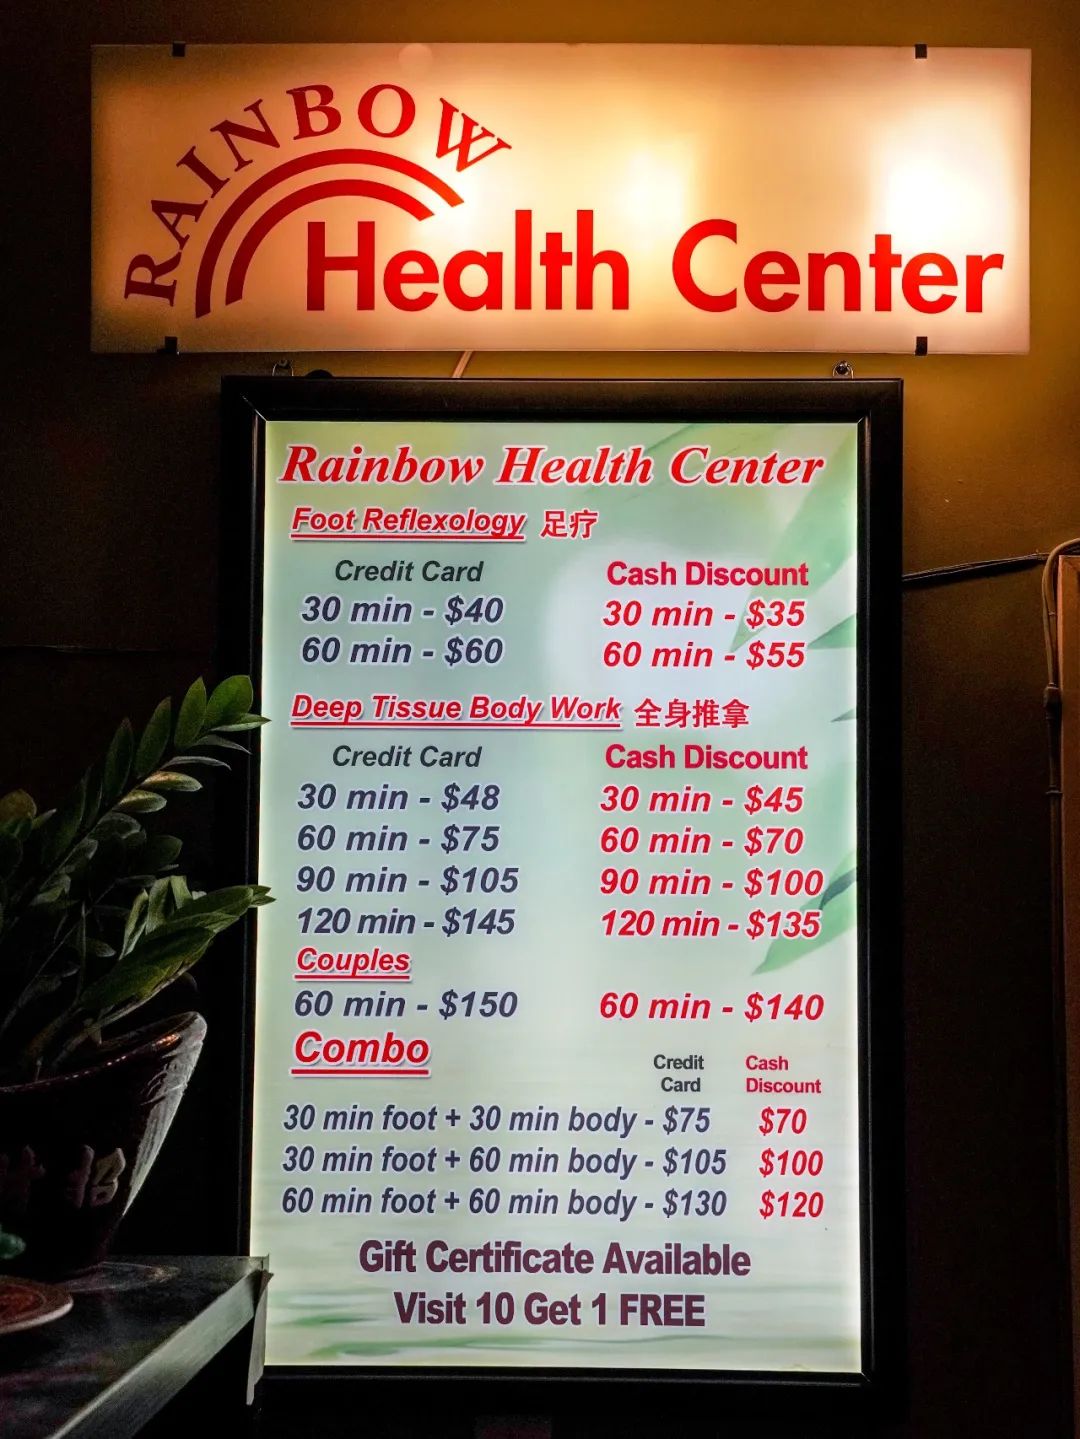 RAINBOW
Health Center
Rainbow Health Center
Foot Reflexology 足疗
Credit Card Cash Discount
30 min - $40 30 min - $35
60 min - $60 60 min - $55
Deep Tissue Body Work 全身推拿
Credit Card Cash Discount
30 min - $48 30 min - $45
60 min - $75 60 min - $70
90 min - $105 90 min - $100
120 min - $145 120 min - $135
Couples
60 min - $150 60 min - $140
Combo
Credit Card Cash Discount
30 min foot + 30 min body - $75 $70
30 min foot + 60 min body - $105 $100
60 min foot + 60 min body - $130 $120
Gift Certificate Available
Visit 10 Get 1 FREE